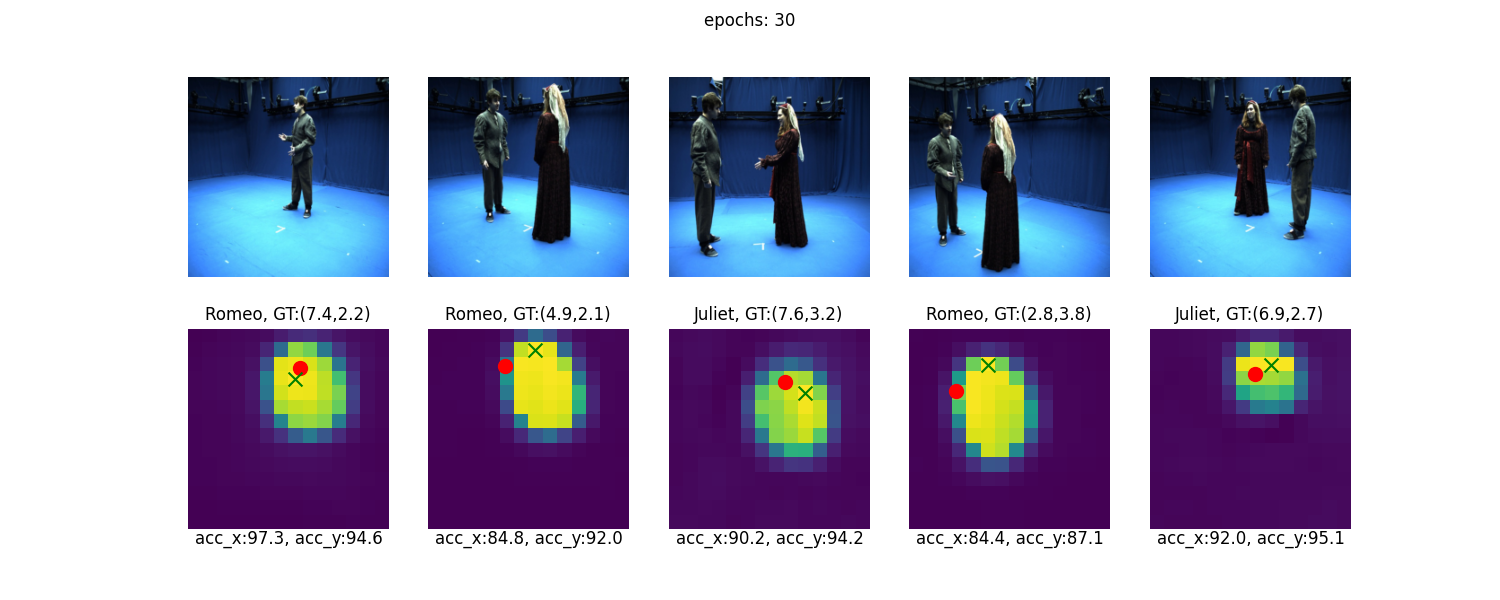 epochs: 30
Romeo, GT:(7.4,2.2)
Romeo, GT:(4.9,2.1)
Juliet, GT:(7.6,3.2)
Romeo, GT:(2.8,3.8)
Juliet, GT:(6.9,2.7)
acc_x:97.3, acc_y:94.6
acc_x:84.8, acc_y:92.0
acc_x:90.2, acc_y:94.2
acc_x:84.4, acc_y:87.1
acc_x:92.0, acc_y:95.1